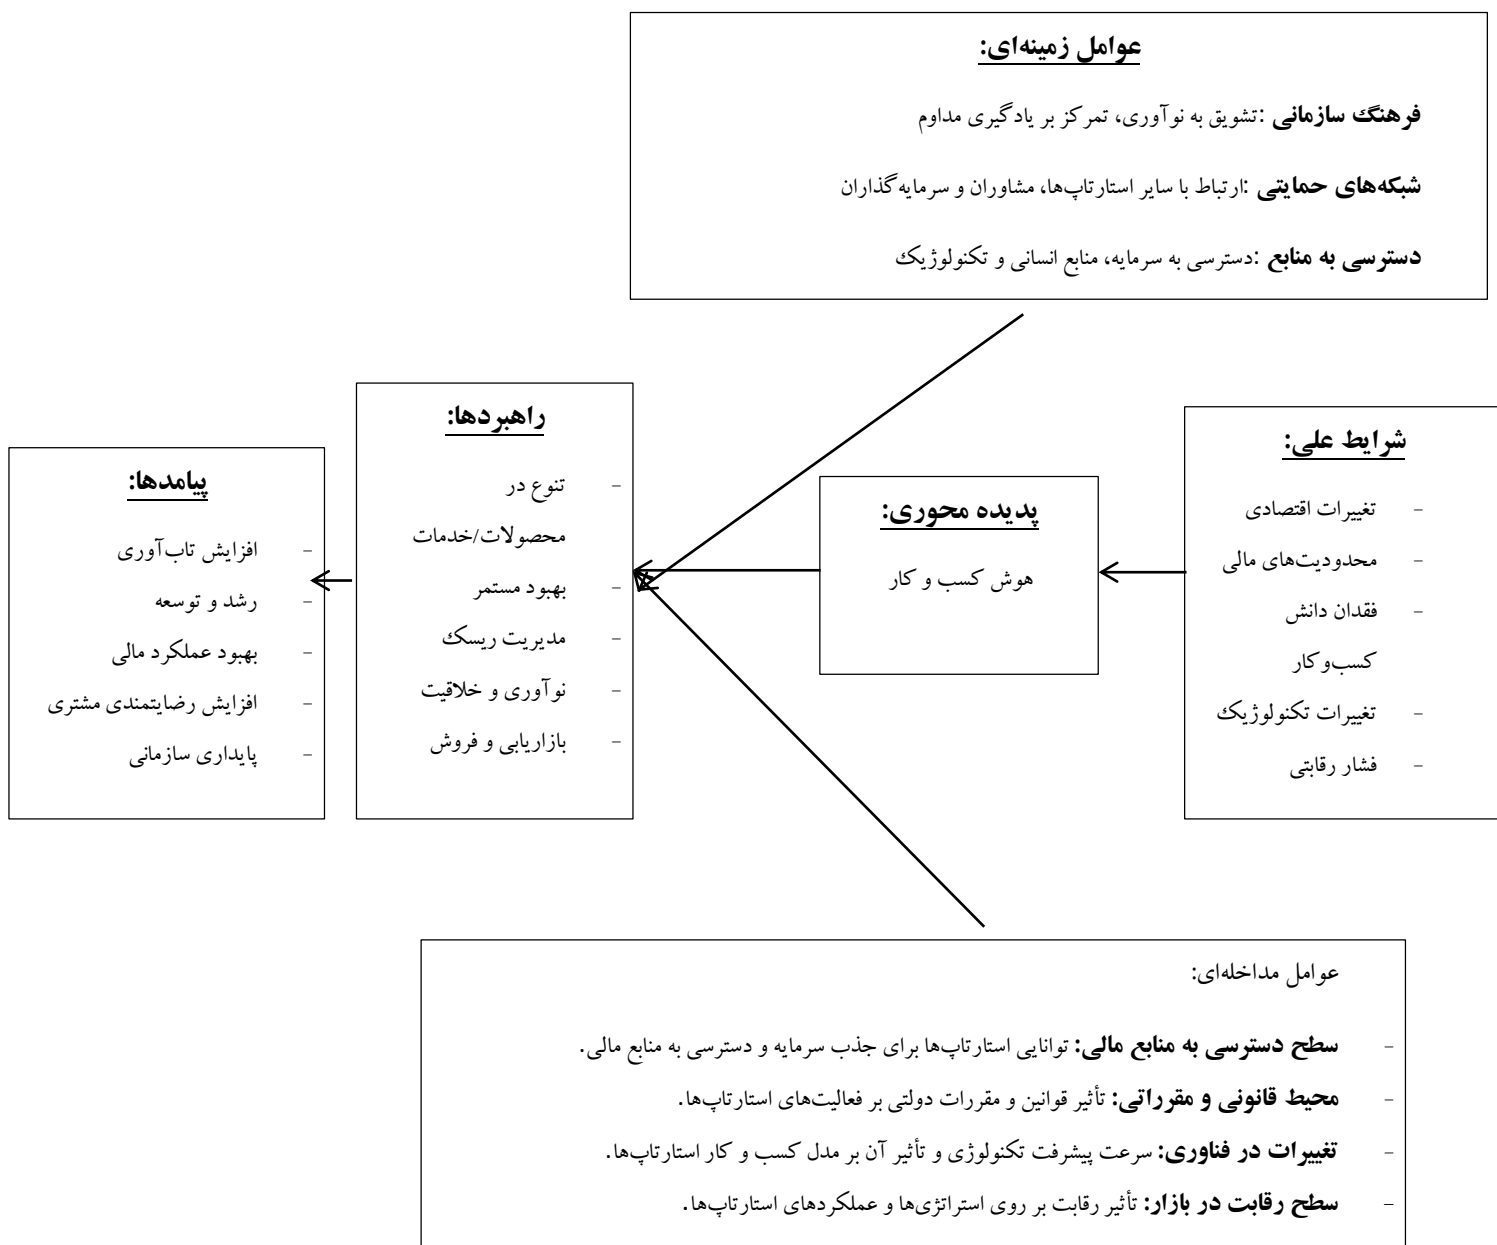 عوامل زمینه‌ای:
فرهنگ سازمانی :تشویق به نوآوری، تمرکز بر یادگیری مداوم
شبکه‌های حمایتی :ارتباط با سایر استارتاپ‌ها، مشاوران و سرمایه‌گذاران
دسترسی به منابع :دسترسی به سرمایه، منابع انسانی و تکنولوژیک
شرایط علی:
- تغییرات اقتصادی
- محدودیت‌های مالی
- فقدان دانش
کسب‌وکار
- تغییرات تکنولوژیک
- فشار رقابتی
پدیده محوری:
هوش کسب و کار
راهبردها:
- تنوع در
محصولات/خدمات
- بهبود مستمر
- مدیریت ریسک
- نوآوری و خلاقیت
- بازاریابی و فروش
پیامدها:
- افزایش تاب‌آوری
- رشد و توسعه
- بهبود عملکرد مالی
- افزایش رضایتمندی مشتری
- پایداری سازمانی
عوامل مداخله‌ای:
- سطح دسترسی به منابع مالی: توانایی استارتاپ‌ها برای جذب سرمایه و دسترسی به منابع مالی.
- محیط قانونی و مقرراتی: تأثیر قوانین و مقررات دولتی بر فعالیت‌های استارتاپ‌ها.
- تغییرات در فناوری: سرعت پیشرفت تکنولوژی و تأثیر آن بر مدل کسب و کار استارتاپ‌ها.
- سطح رقابت در بازار: تأثیر رقابت بر روی استراتژی‌ها و عملکردهای استارتاپ‌ها.